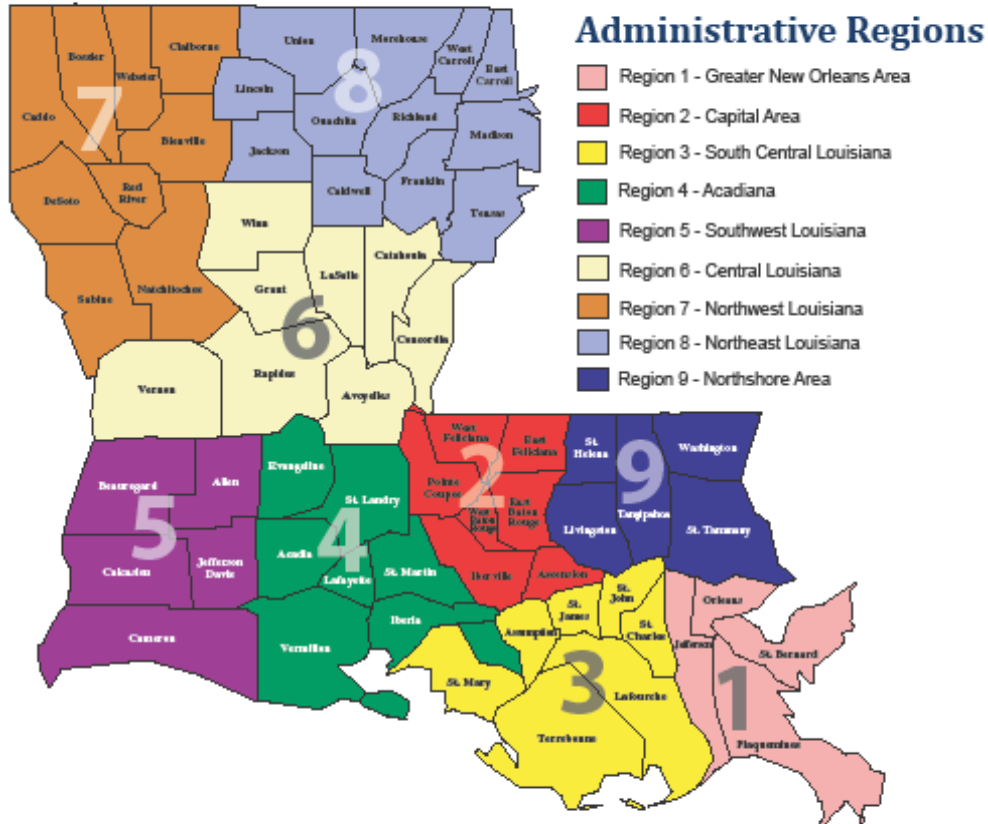 Administrative Regions
Region 1 - Greater New Orleans Area
Region 2 - Capital Area
Region 3 - South Central Louisiana
Region 4 - Acadiana
Region 5 - Southwest Louisiana
Region 6 - Central Louisiana
Region 7 - Northwest Louisiana
Region 8 - Northeast Louisiana
Region 9 - Northshore Area
7
Bossier
Claiborne
Webster
Caddo
Bienville
DeSoto
Red
River
Sabine
Natchitoches
8
Union
Morehouse
West
Carroll
East
Carroll
Lincoln
Ouachita
Richland
Madison
Jackson
Caldwell
Franklin
Tensas
6
Winn
LaSalle
Catahoula
Grant
Concordia
Rapides
Vernon
Avoyelles
5
Beauregard
Allen
Calcasieu
Jefferson
Davis
Cameron
4
Evangeline
St. Landry
Acadia
Lafayette
St. Martin
Iberia
Vermilion
2
West
Feliciana
East
Feliciana
Pointe
Coupee
West
Baton
Rouge
East
Baton
Rouge
Iberville
Ascension
9
St.
Helena
Washington
Livingston
Tangipahoa
St. Tammany
3
Assumption
St.
James
St.
John
St.
Charles
St. Mary
Lafourche
Terrebonne
1
Orleans
Jefferson
St. Bernard
Plaquemines